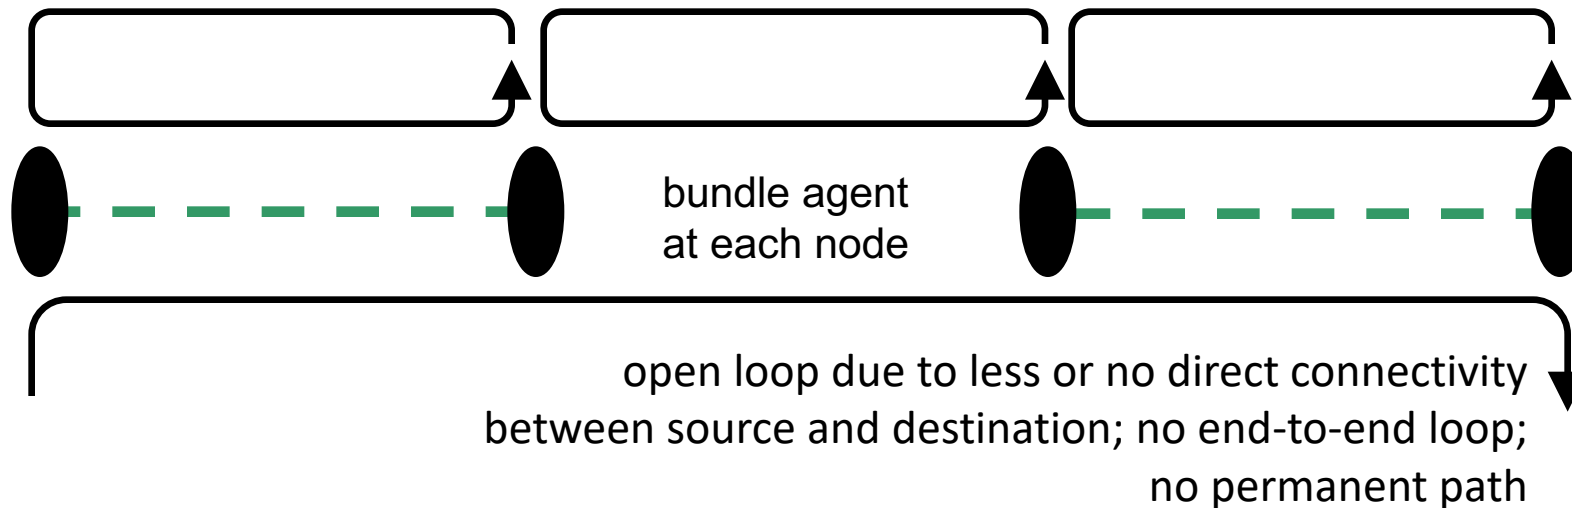 bundle agent
at each node
open loop due to less or no direct connectivity
between source and destination; no end-to-end loop;
no permanent path